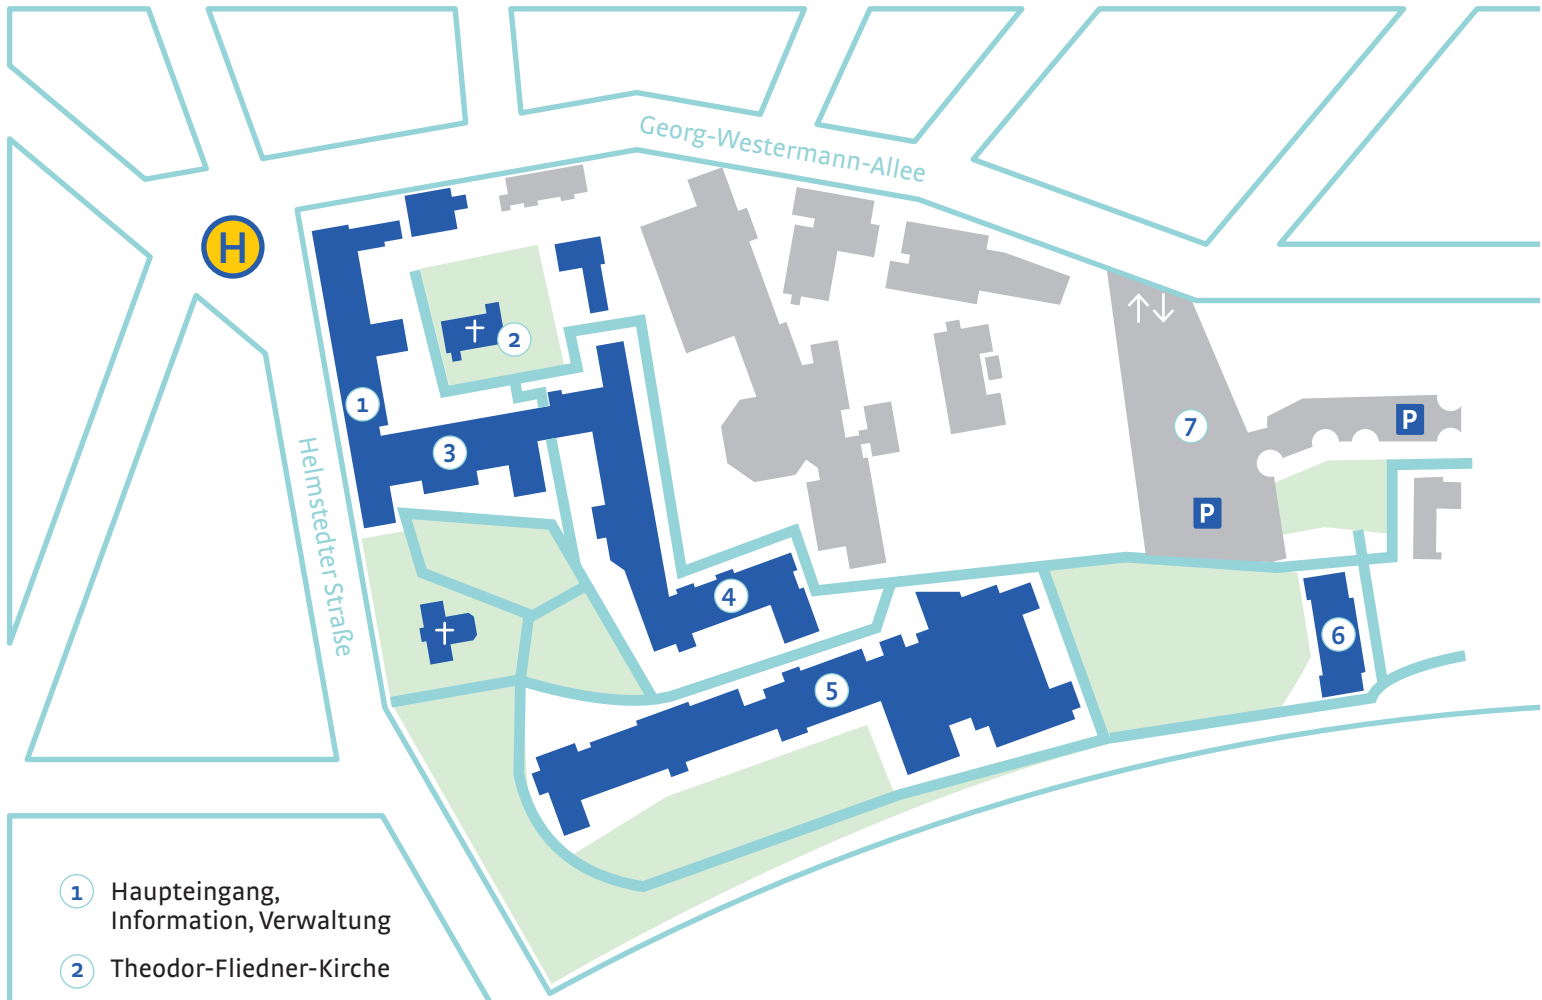 Georg-Westermann-Allee
H
2
1
3
7
P
P
Helmstedter Straße
4
6
5
1 Haupteingang,
Information, Verwaltung
2 Theodor-Fliedner-Kirche